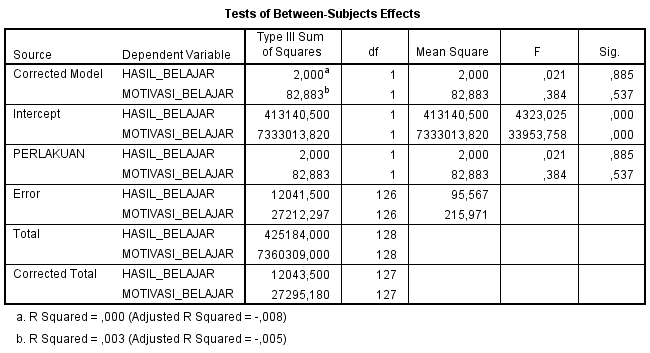 Tests of Between-Subjects Effects
Source Dependent Variable Type III Sum of Squares df Mean Square F Sig.
Corrected Model HASIL_BELAJAR 2,000a 1 2,000 ,021 ,885
MOTIVASI_BELAJAR 82,883b 1 82,883 ,384 ,537
Intercept HASIL_BELAJAR 413140,500 1 413140,500 4323,025 ,000
MOTIVASI_BELAJAR 7333013,820 1 7333013,820 33953,758 ,000
PERLAKUAN HASIL_BELAJAR 2,000 1 2,000 ,021 ,885
MOTIVASI_BELAJAR 82,883 1 82,883 ,384 ,537
Error HASIL_BELAJAR 12041,500 126 95,567
MOTIVASI_BELAJAR 27212,297 126 215,971
Total HASIL_BELAJAR 425184,000 128
MOTIVASI_BELAJAR 7360309,000 128
Corrected Total HASIL_BELAJAR 12043,500 127
MOTIVASI_BELAJAR 27295,180 127
a. R Squared = ,000 (Adjusted R Squared = -,008)
b. R Squared = ,003 (Adjusted R Squared = -,005)